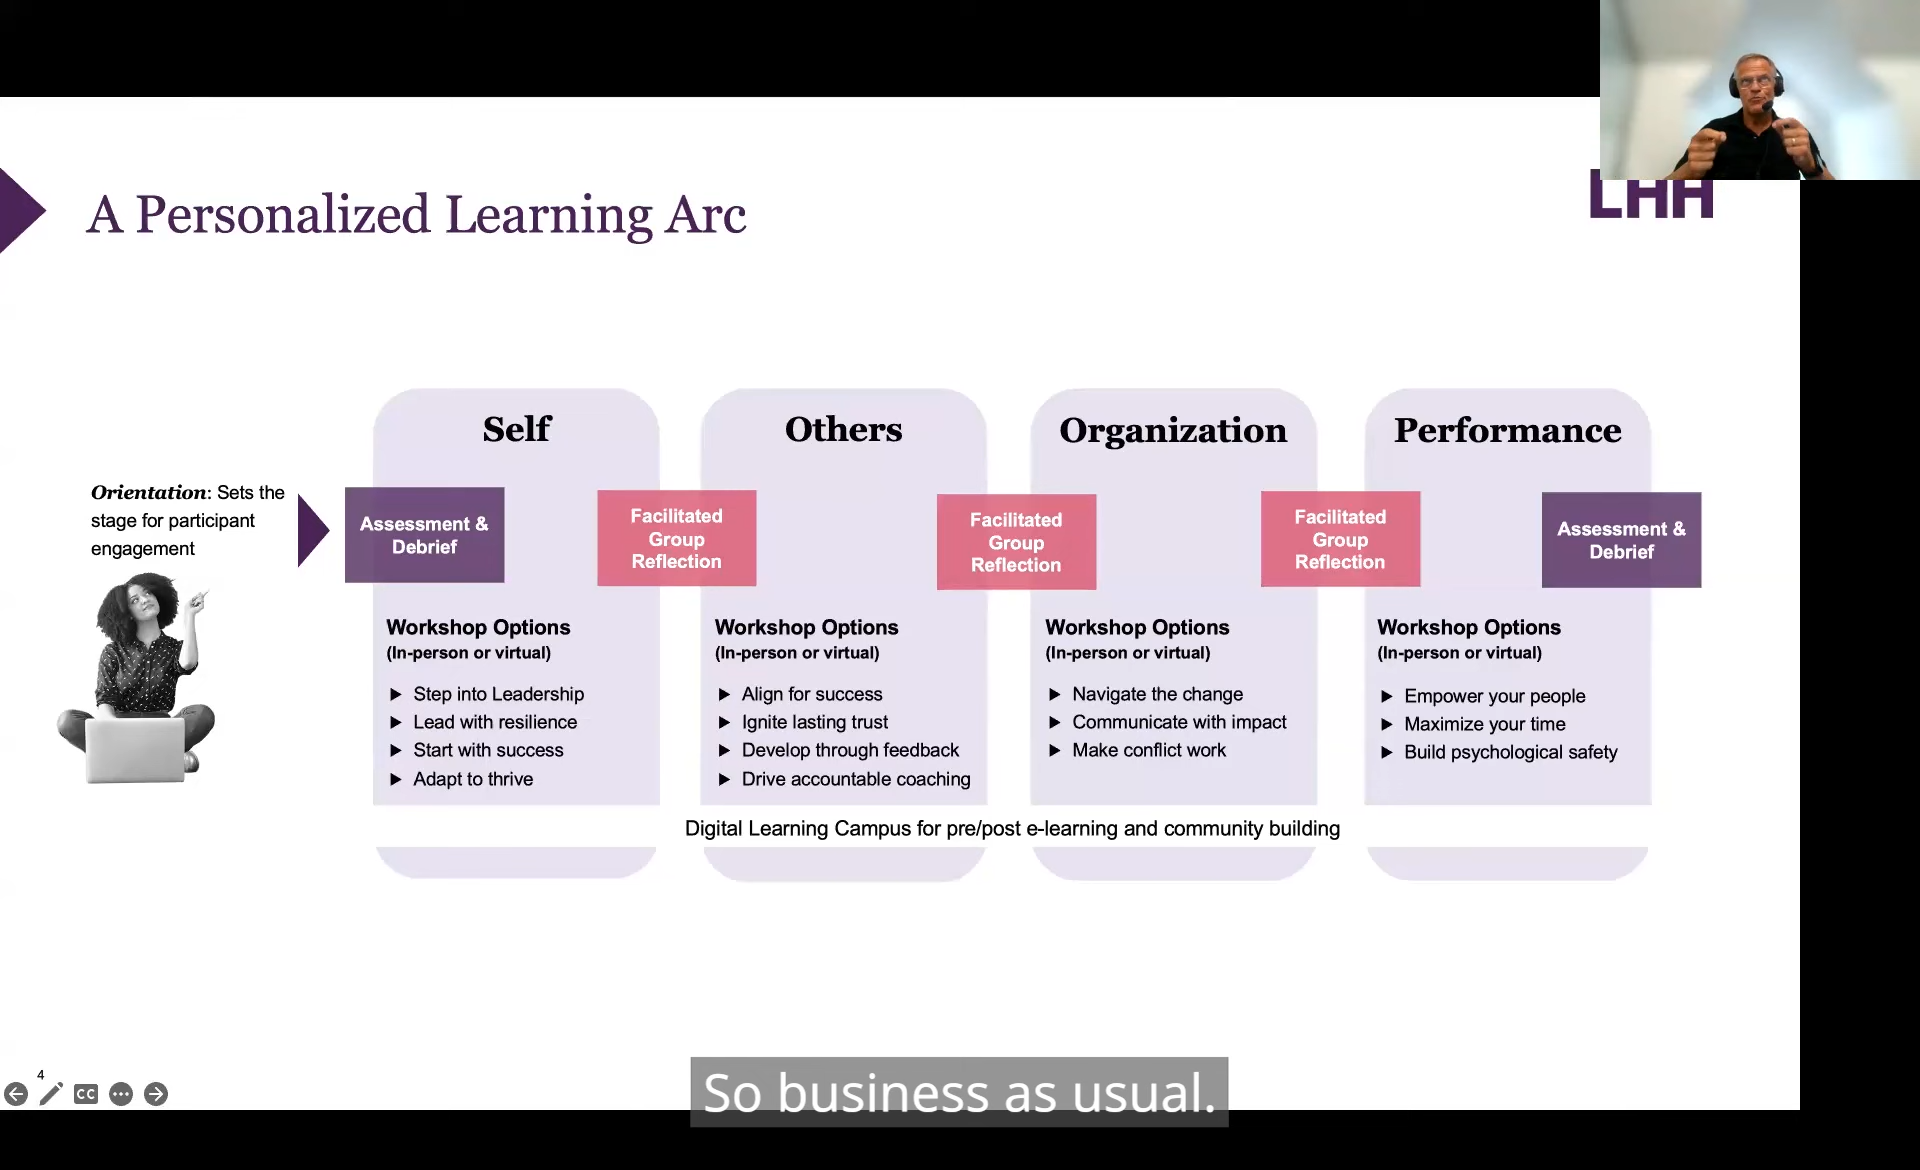 LHH
A Personalized Learning Arc
Orientation: Sets the
stage for participant
engagement
Self
Assessment &
Debrief
Workshop Options
(In-person or virtual)
Step into Leadership
Lead with resilience
Start with success
Adapt to thrive
Facilitated
Group
Reflection
Others
Workshop Options
(In-person or virtual)
Align for success
Ignite lasting trust
Develop through feedback
Drive accountable coaching
Facilitated
Group
Reflection
Organization
Workshop Options
(In-person or virtual)
Navigate the change
Communicate with impact
Make conflict work
Facilitated
Group
Reflection
Performance
Assessment &
Debrief
Workshop Options
(In-person or virtual)
Empower your people
Maximize your time
Build psychological safety
Digital Learning Campus for pre/post e-learning and community building
4
CC
So business as usual.